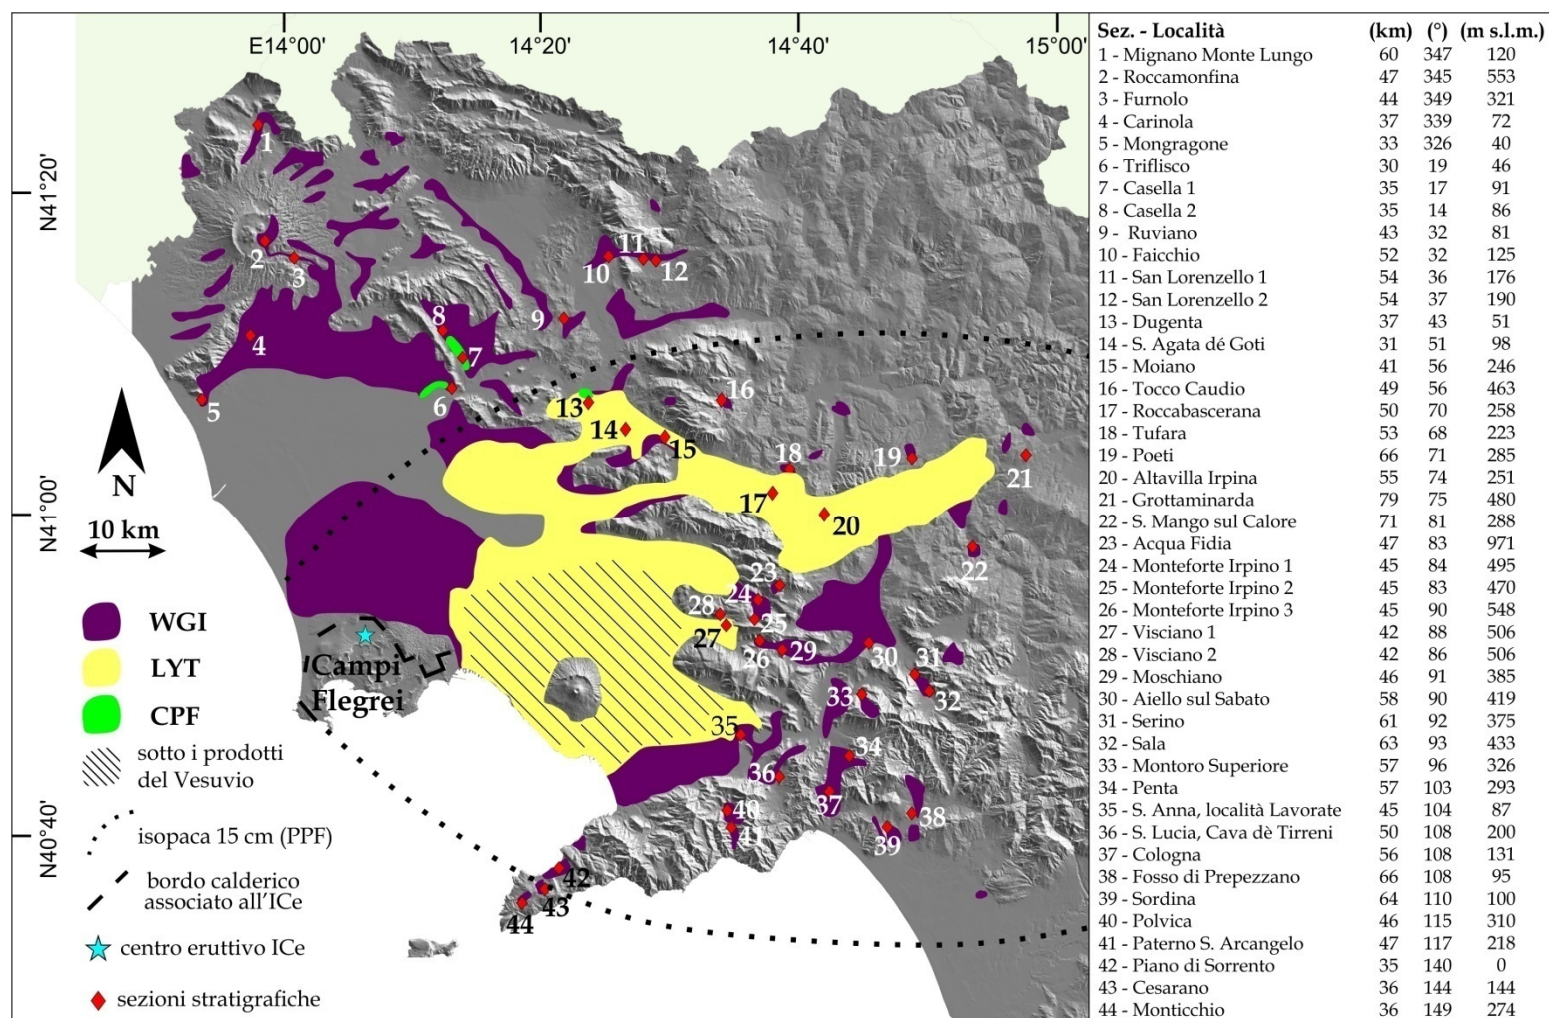 E14°00'
14°20'
14°40'
15°00'
N41°20'
N41°00'
N40°40'
1
2
3
4
5
6
7
8
9
10
11
12
13
14
15
16
17
18
19
20
21
22
23
24
25
26
27
28
29
30
31
32
33
34
35
36
37
38
39
40
41
42
43
44
Campi
Flegrei
N
10 km
WGI
LYT
CPF
sotto i prodotti
del Vesuvio
isopaca 15 cm (PPF)
bordo calderico
associato all'ICe
centro eruttivo ICe
sezioni stratigrafiche
Sez. - Località (km) (°) (m s.l.m.)
1 - Mignano Monte Lungo 60 347 120
2 - Roccamonfina 47 345 553
3 - Furnolo 44 349 321
4 - Carinola 37 339 72
5 - Mongragone 33 326 40
6 - Triflisco 30 19 46
7 - Casella 1 35 17 91
8 - Casella 2 35 14 86
9 - Ruviano 43 32 81
10 - Faicchio 52 32 125
11 - San Lorenzello 1 54 36 176
12 - San Lorenzello 2 54 37 190
13 - Dugenta 37 43 51
14 - S. Agata dé Goti 31 51 98
15 - Moiano 41 56 246
16 - Tocco Caudio 49 56 463
17 - Roccabascerana 50 70 258
18 - Tufara 53 68 223
19 - Poeti 66 71 285
20 - Altavilla Irpina 55 74 251
21 - Grottaminarda 79 75 480
22 - S. Mango sul Calore 71 81 288
23 - Acqua Fidia 47 83 971
24 - Monteforte Irpino 1 45 84 495
25 - Monteforte Irpino 2 45 83 470
26 - Monteforte Irpino 3 45 90 548
27 - Visciano 1 42 88 506
28 - Visciano 2 42 86 506
29 - Moschiano 46 91 385
30 - Aiello sul Sabato 58 90 419
31 - Serino 61 92 375
32 - Sala 63 93 433
33 - Montoro Superiore 57 96 326
34 - Penta 57 103 293
35 - S. Anna, località Lavorate 45 104 87
36 - S. Lucia, Cava dè Tirreni 50 108 200
37 - Cologna 56 108 131
38 - Fosso di Prepezzano 66 108 95
39 - Sordina 64 110 100
40 - Polvica 46 115 310
41 - Paterno S. Arcangelo 47 117 218
42 - Piano di Sorrento 35 140 0
43 - Cesarano 36 144 144
44 - Monticchio 36 149 274